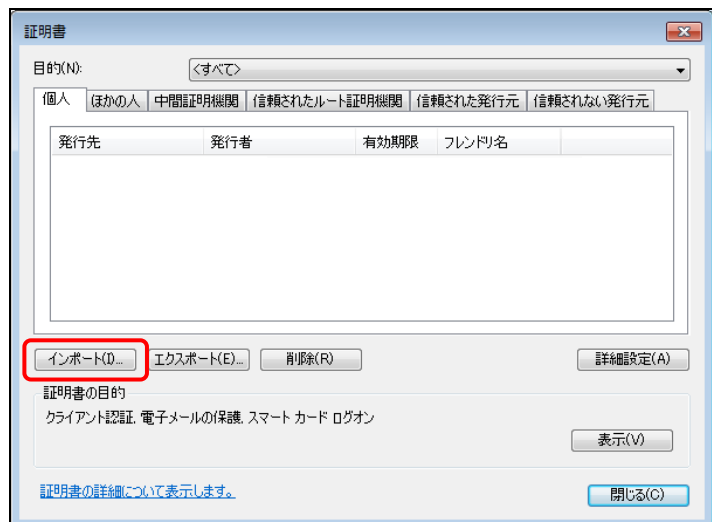 証明書
目的(N): <すべて>
個人 ほかの人 中間証明機関 信頼されたルート証明機関 信頼された発行元 信頼されない発行元
発行先 発行者 有効期限 フレンドリ名
インポート(I)... エクスポート(E)... 削除(R) 詳細設定(A)
証明書の目的
クライアント認証, 電子メールの保護, スマート カード ログオン
表示(V)
証明書の詳細について表示します。
閉じる(C)